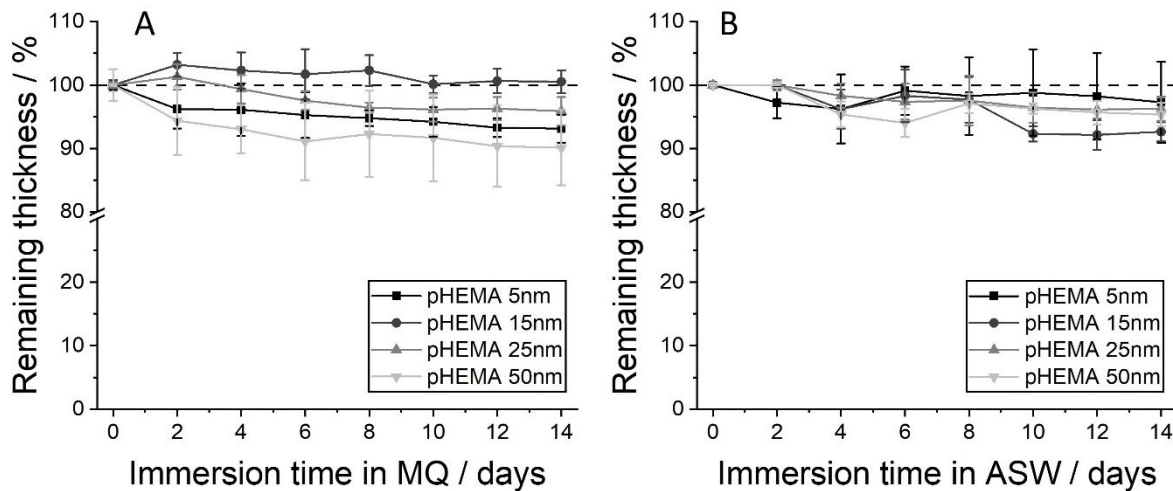 A
Remaining thickness / %
110
100
90
80
20
10
0
pHEMA 5nm
pHEMA 15nm
pHEMA 25nm
pHEMA 50nm
0 2 4 6 8 10 12 14
Immersion time in MQ / days
B
Remaining thickness / %
110
100
90
80
20
10
0
pHEMA 5nm
pHEMA 15nm
pHEMA 25nm
pHEMA 50nm
0 2 4 6 8 10 12 14
Immersion time in ASW / days